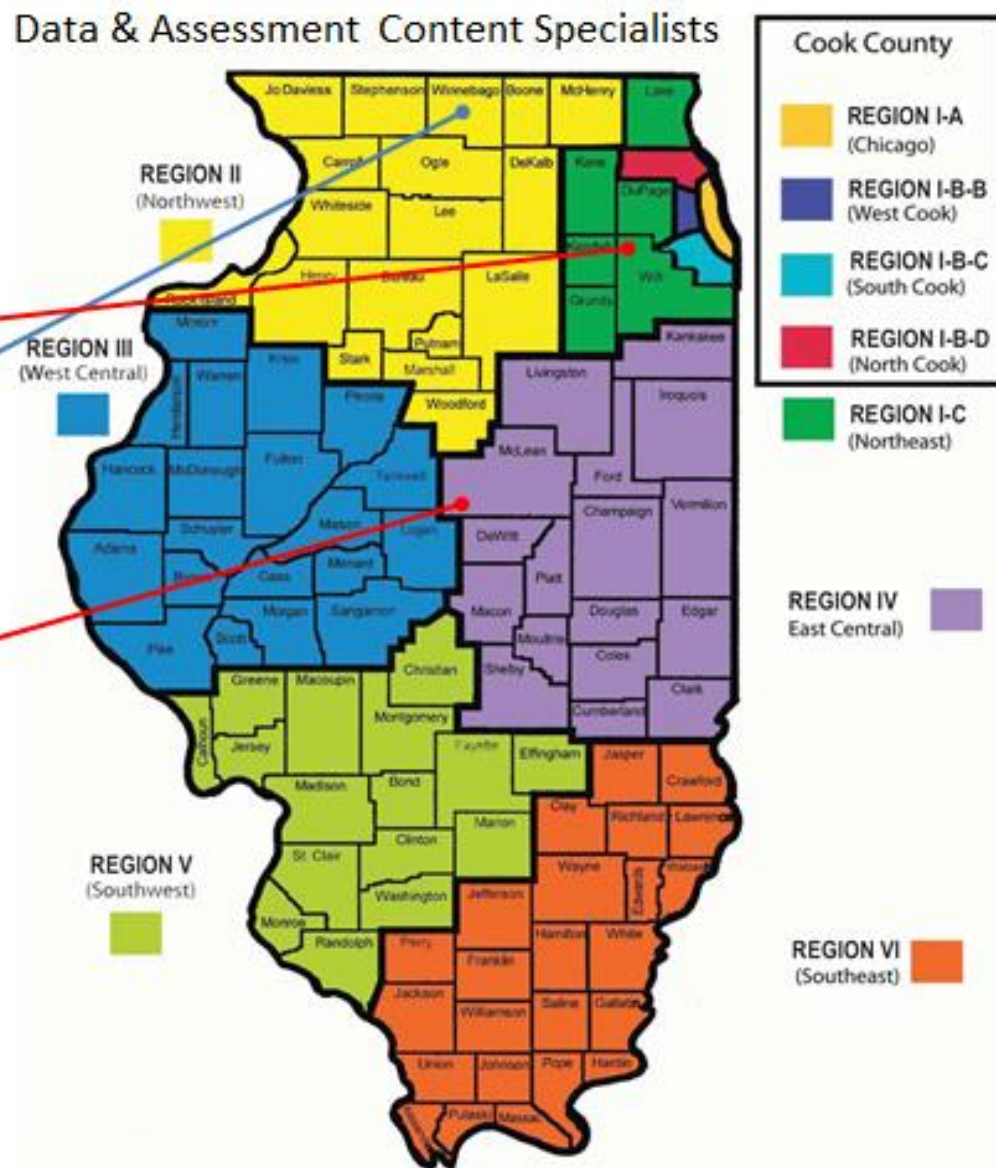 Data & Assessment Content Specialists
Cook County
REGION I-A
(Chicago)
REGION I-B-B
(West Cook)
REGION I-B-C
(South Cook)
REGION I-B-D
(North Cook)
REGION I-C
(Northeast)
REGION II
(Northwest)
REGION III
(West Central)
REGION IV
East Central)
REGION V
(Southwest)
REGION VI
(Southeast)
Jo Daviess
Stephenson
Winnebago
Boone
McHenry
Lake
Carroll
Ogle
DeKalb
Kane
DuPage
Whiteside
Lee
Kendall
Will
Henry
Bureau
LaSalle
Grundy
Rock Island
Putnam
Stark
Marshall
Woodford
Kankakee
Mercer
Knox
Henderson
Warren
Peoria
Livingston
Iroquois
Hancock
McDonough
Fulton
Tazewell
McLean
Ford
Champaign
Vermilion
Schuyler
Mason
Logan
DeWitt
Adams
Cass
Menard
Piatt
Morgan
Sangamon
Macon
Douglas
Edgar
Pike
Scott
Moultrie
Christian
Shelby
Coles
Clark
Cumberland
Greene
Macoupin
Montgomery
Calhoun
Jersey
Fayette
Effingham
Jasper
Crawford
Madison
Bond
Clay
Richland
Marion
Clinton
St. Clair
Wayne
Edwards
Washington
Jefferson
Monroe
Randolph
Perry
Hamilton
White
Franklin
Jackson
Williamson
Saline
Union
Johnson
Pope
Hardin
Pulaski